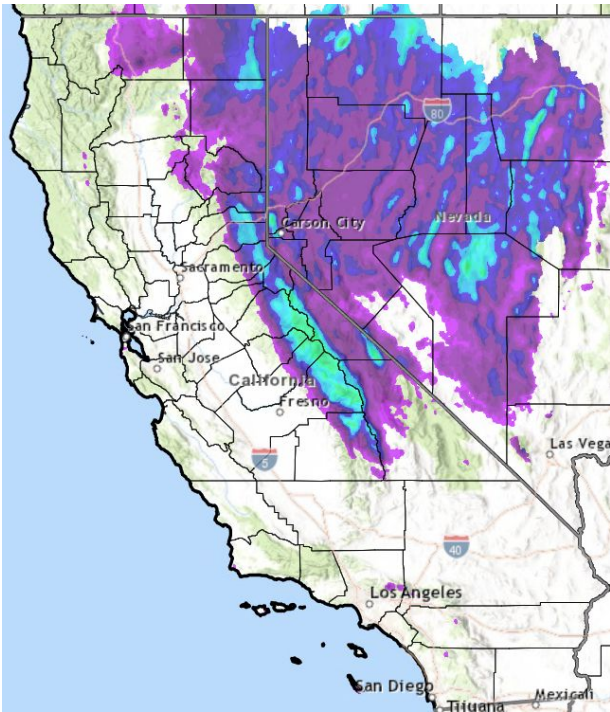 80
Carson City
Nevada
Sacramento
San Francisco
San Jose
California
Fresno
5
Las Vega
40
Los Angeles
San Diego
Tijuana
Mexicali